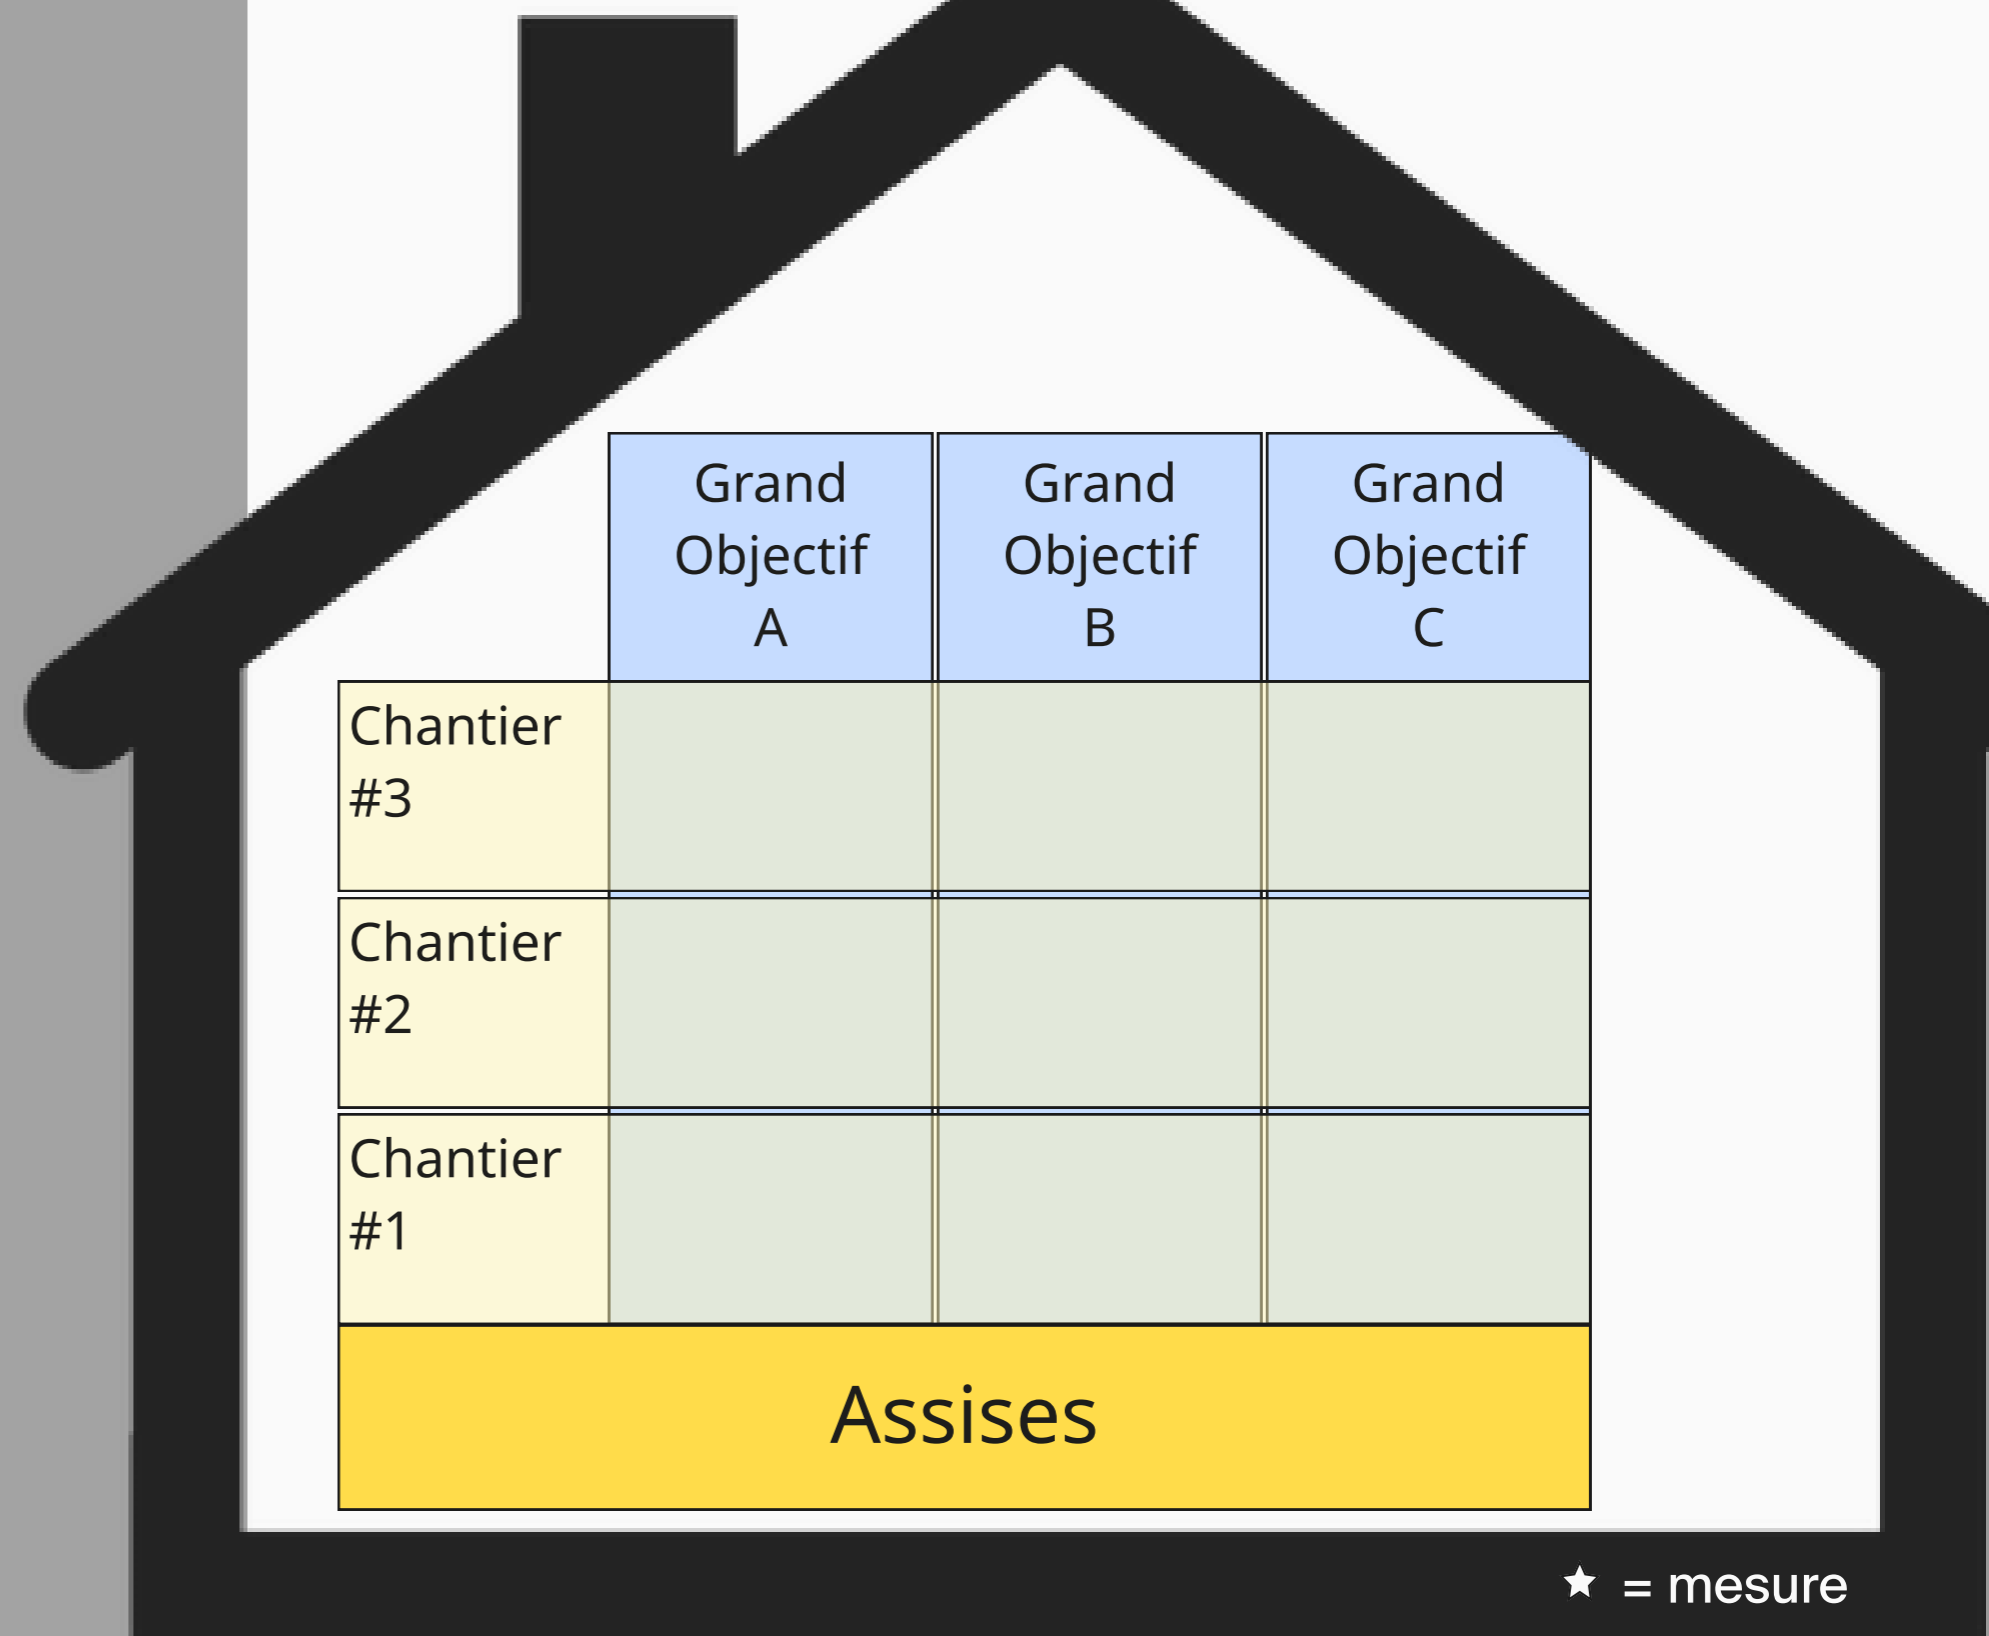 Grand
Objectif
A
Grand
Objectif
B
Grand
Objectif
C
Chantier
#3
Chantier
#2
Chantier
#1
Assises
★ = mesure